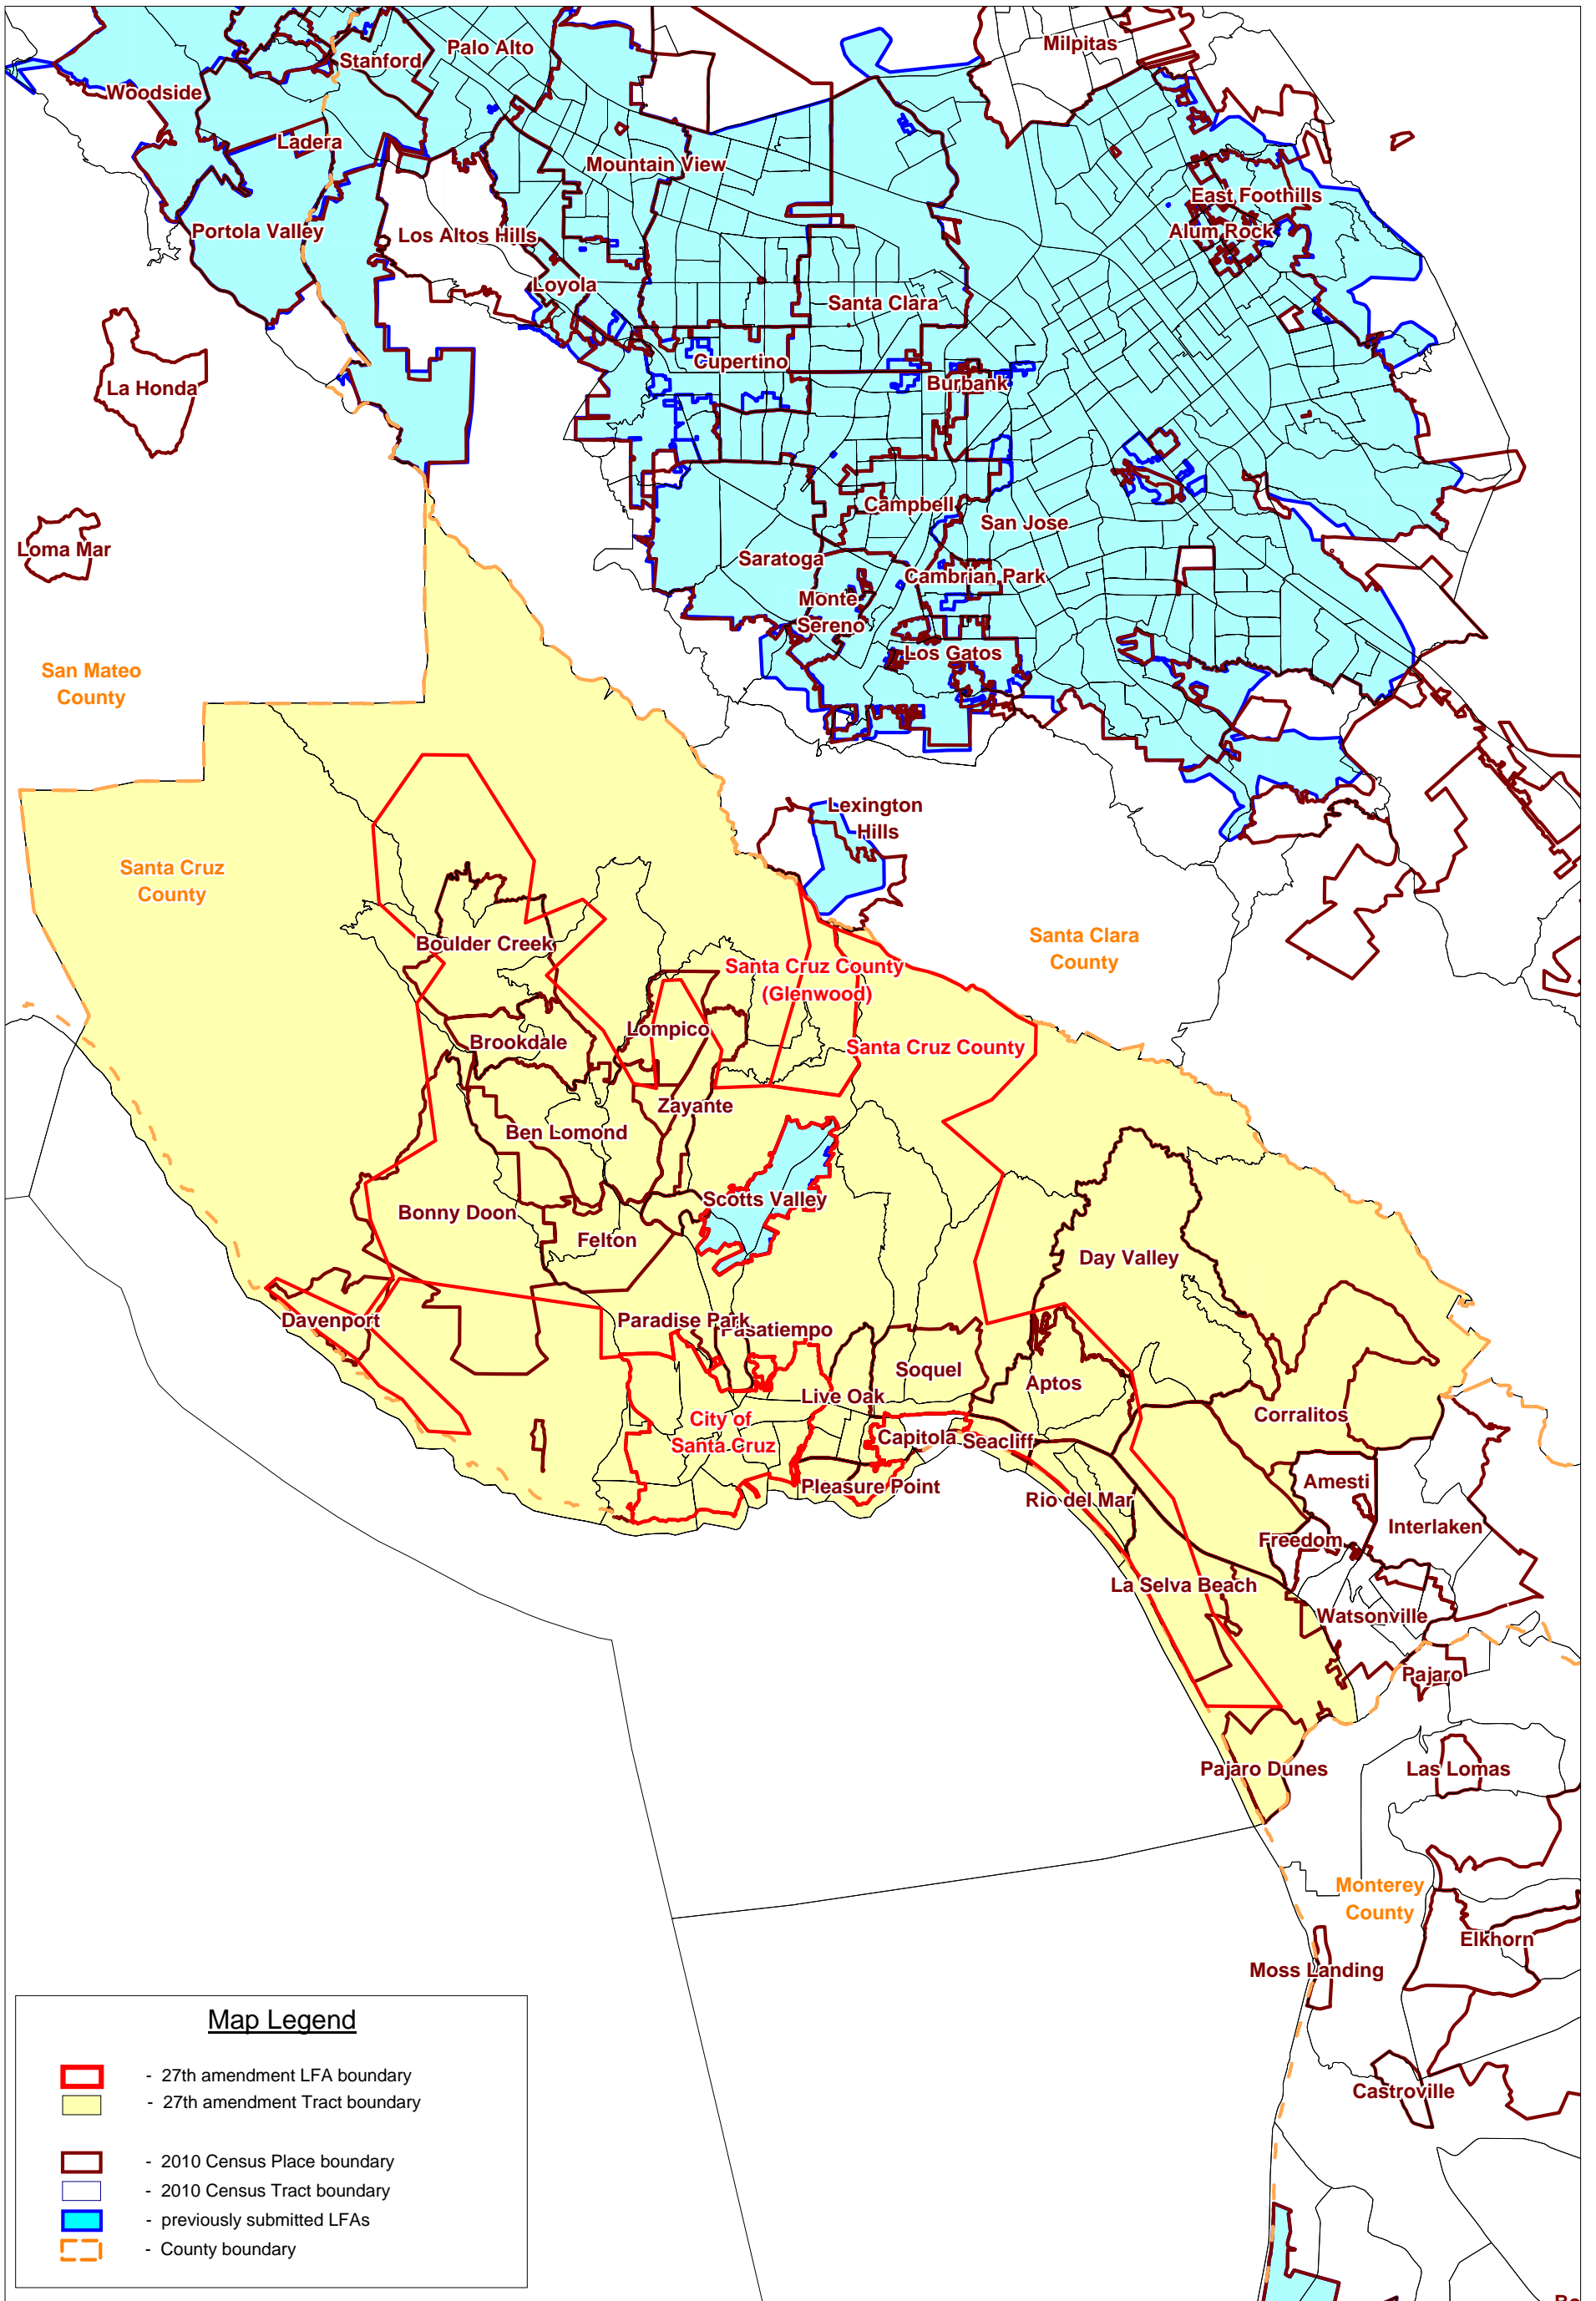 Palo Alto
Milpitas
Stanford
Woodside
Ladera
Mountain View
East Foothills
Portola Valley
Los Altos Hills
Alum Rock
Loyola
Santa Clara
Cupertino
Burbank
La Honda
Campbell
San Jose
Loma Mar
Saratoga
Cambrian Park
Monte
Sereno
Los Gatos
San Mateo
County
Lexington
Hills
Santa Cruz
County
Boulder Creek
Santa Clara
County
Santa Cruz County
(Glenwood)
Lompico
Brookdale
Santa Cruz County
Zayante
Ben Lomond
Scotts Valley
Bonny Doon
Felton
Day Valley
Davenport
Paradise Park
Pasatiempo
Soquel
Aptos
Live Oak
City of
Santa Cruz
Corralitos
Capitola
Seacliff
Pleasure Point
Rio del Mar
Amesti
Interlaken
Freedom
La Selva Beach
Watsonville
Pajaro
Pajaro Dunes
Las Lomas
Monterey
County
Elkhorn
Moss Landing
Castroville
Map Legend
- 27th amendment LFA boundary
- 27th amendment Tract boundary
- 2010 Census Place boundary
- 2010 Census Tract boundary
- previously submitted LFAs
- County boundary